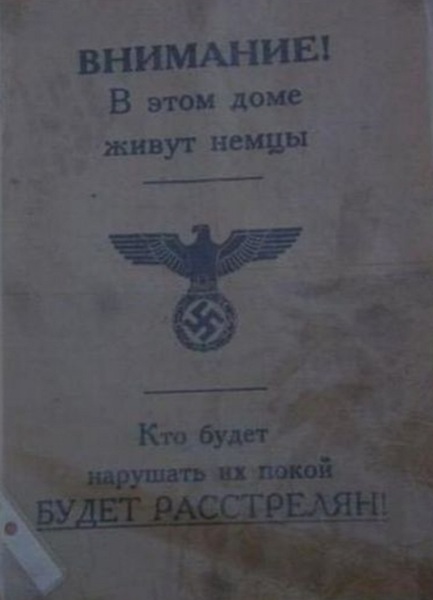 ВНИМАНИЕ!
В этом доме
живут немцы
Кто будет
нарушать их покой
БУДЕТ РАССТРЕЛЯН!